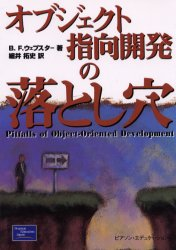 オブジェクト
指向開発
の
落とし穴
B. F. ウェブスター 著
細井 拓史 訳
Pitfalls of Object-Oriented Development
ピアソン・エデュケーション